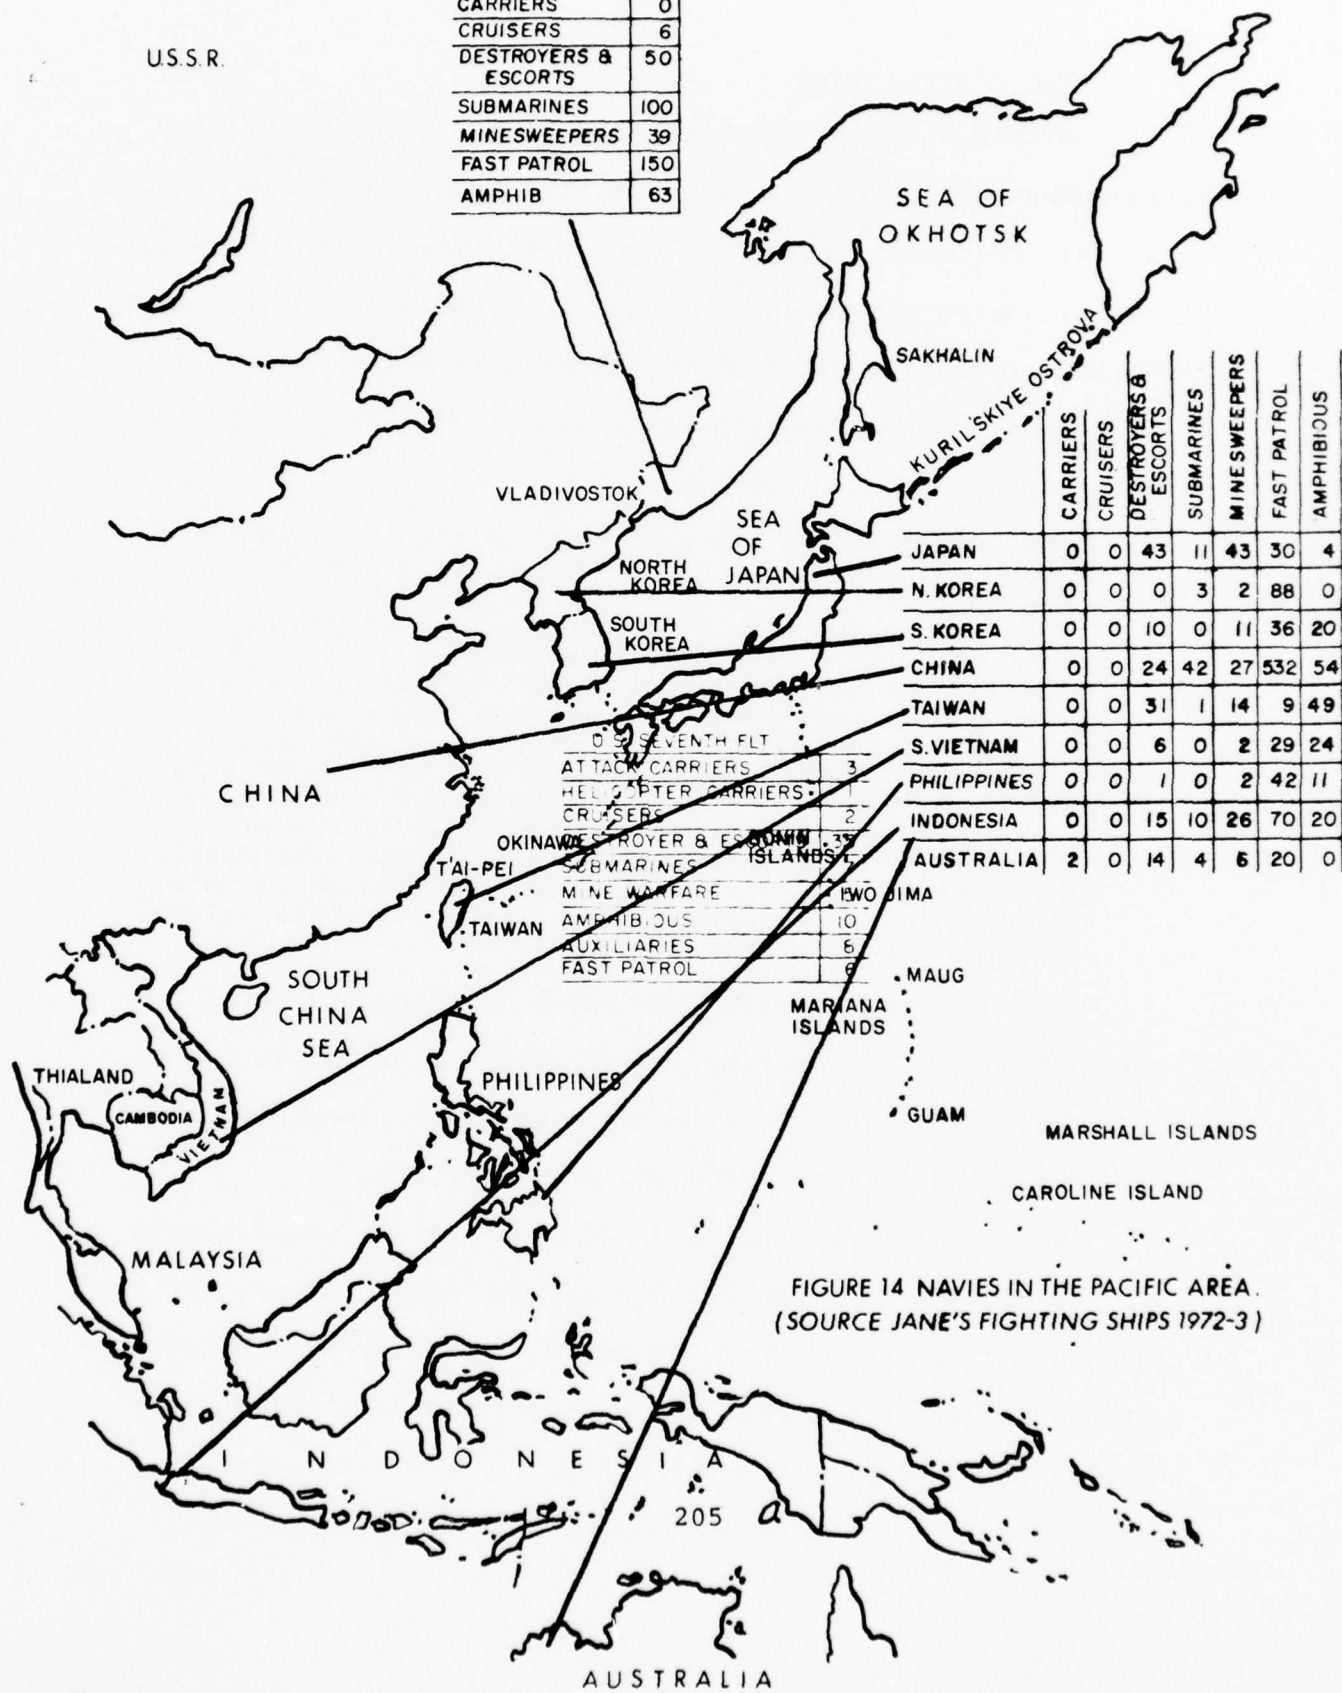 CARRIERS 0
CRUISERS 6
DESTROYERS & 50
ESCORTS
SUBMARINES 100
MINESWEEPERS 39
FAST PATROL 150
AMPHIB 63
U.S.S.R.
SEA OF
OKHOTSK
SAKHALIN
KURIL'SKIYE OSTROVA
VLADIVOSTOK
SEA
OF
JAPAN
NORTH
KOREA
SOUTH
KOREA
CARRIERS
CRUISERS
DESTROYERS &
ESCORTS
SUBMARINES
MINESWEEPERS
FAST PATROL
AMPHIBIOUS
JAPAN 0 0 43 11 43 30 4
N. KOREA 0 0 0 3 2 88 0
S. KOREA 0 0 10 0 11 36 20
CHINA 0 0 24 42 27 532 54
TAIWAN 0 0 31 1 14 9 49
S. VIETNAM 0 0 6 0 2 29 24
PHILIPPINES 0 0 1 0 2 42 11
INDONESIA 0 0 15 10 26 70 20
AUSTRALIA 2 0 14 4 6 20 0
CHINA
U.S. SEVENTH FLT
ATTACK CARRIERS 3
HELICOPTER CARRIERS 1
CRUISERS 2
DESTROYER &
SUBMARINES
MINE WARFARE
AMPHIBIOUS 10
AUXILIARIES 6
FAST PATROL 6
OKINAWA
BONIN
ISLANDS
IWO JIMA
T'AI-PEI
TAIWAN
SOUTH
CHINA
SEA
MAUG
MARIANA
ISLANDS
THIALAND
CAMBODIA
VIETNAM
PHILIPPINES
GUAM
MARSHALL ISLANDS
CAROLINE ISLAND
MALAYSIA
FIGURE 14 NAVIES IN THE PACIFIC AREA.
(SOURCE JANE'S FIGHTING SHIPS 1972-3)
INDONESIA
205 a
AUSTRALIA